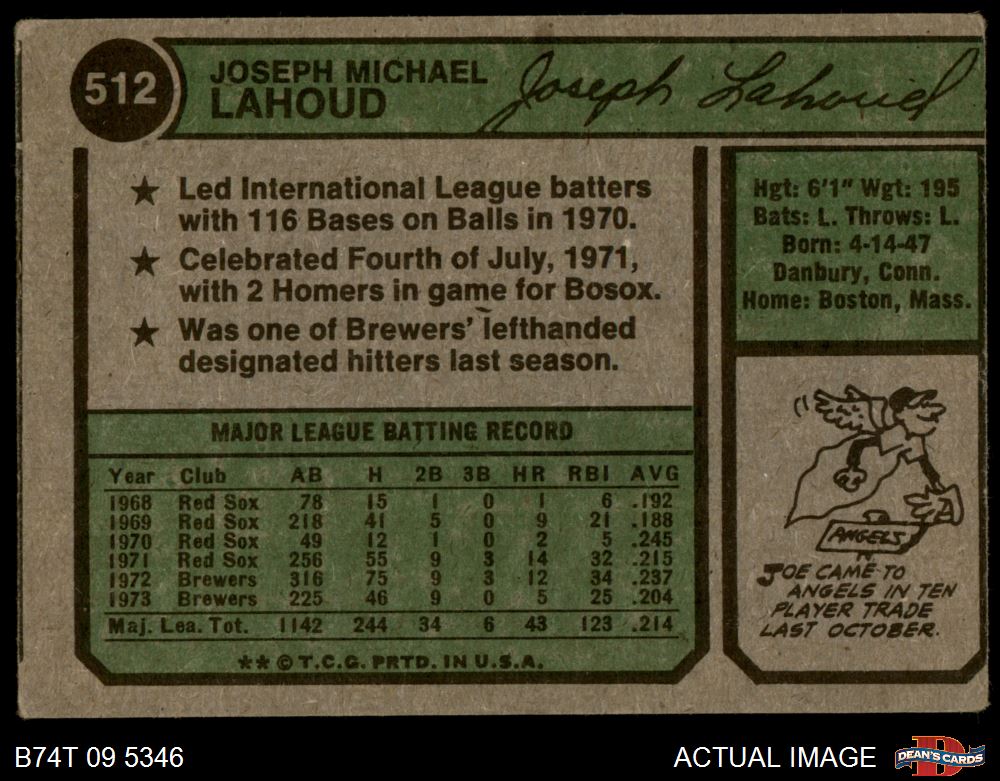 512
JOSEPH MICHAEL
LAHOUD
Joseph Lahoud
★ Led International League batters
with 116 Bases on Balls in 1970.
★ Celebrated Fourth of July, 1971,
with 2 Homers in game for Bosox.
★ Was one of Brewers' lefthanded
designated hitters last season.
Hgt: 6'1" Wgt: 195
Bats: L. Throws: L.
Born: 4-14-47
Danbury, Conn.
Home: Boston, Mass.
MAJOR LEAGUE BATTING RECORD
Year Club AB H 2B 3B HR RBI AVG
1968 Red Sox 78 15 1 0 1 6 .192
1969 Red Sox 218 41 5 0 9 21 .188
1970 Red Sox 49 12 1 0 2 5 .245
1971 Red Sox 256 55 9 3 14 32 .215
1972 Brewers 316 75 9 3 12 34 .237
1973 Brewers 225 46 9 0 5 25 .204
Maj. Lea. Tot. 1142 244 34 6 43 123 .214
** © T.C.G. PRTD. IN U.S.A.
ANGELS
JOE CAME TO
ANGELS IN TEN
PLAYER TRADE
LAST OCTOBER.
B74T 09 5346
ACTUAL IMAGE
D
DEAN'S CARDS